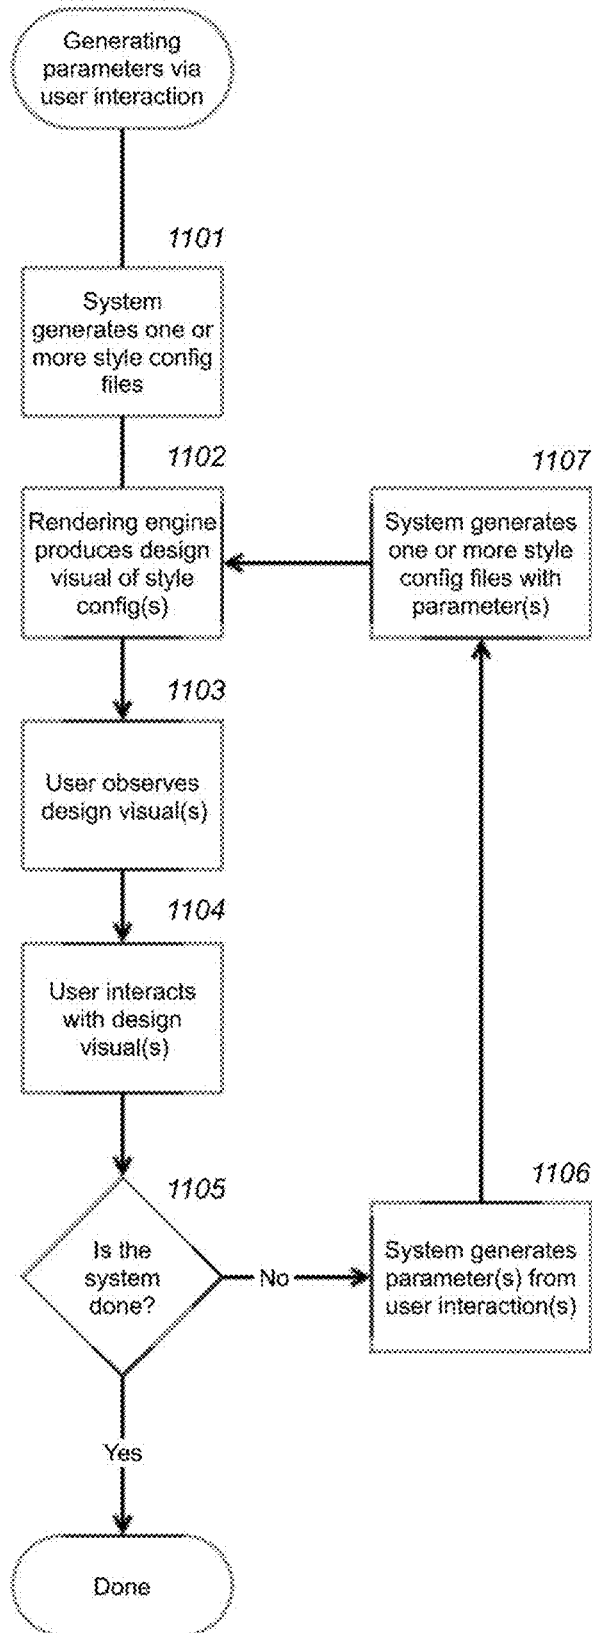 Generating
parameters via
user interaction
1101
System
generates one or
more style config
files
1102
Rendering engine
produces design
visual of style
config(s)
1103
User observes
design visual(s)
1104
User interacts
with design
visual(s)
1105
Is the
system
done?
No
Yes
Done
1106
System generates
parameter(s) from
user interaction(s)
1107
System generates
one or more style
config files with
parameter(s)